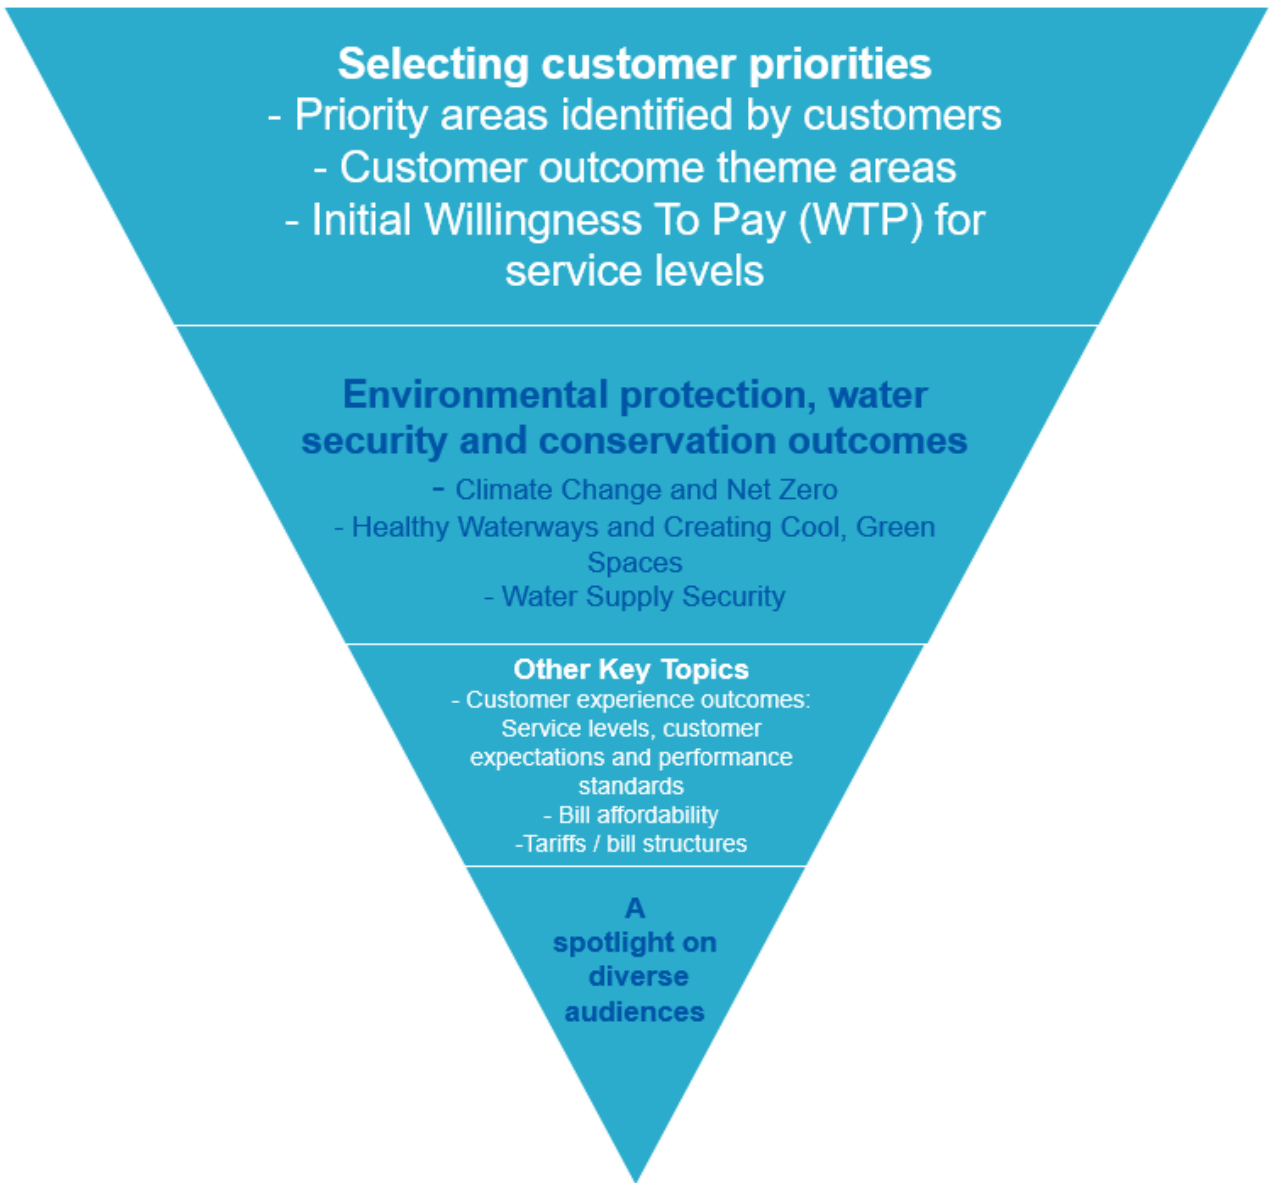 Selecting customer priorities
- Priority areas identified by customers
- Customer outcome theme areas
- Initial Willingness To Pay (WTP) for
service levels
Environmental protection, water
security and conservation outcomes
- Climate Change and Net Zero
- Healthy Waterways and Creating Cool, Green
Spaces
- Water Supply Security
Other Key Topics
- Customer experience outcomes:
Service levels, customer
expectations and performance
standards
- Bill affordability
-Tariffs / bill structures
A
spotlight on
diverse
audiences